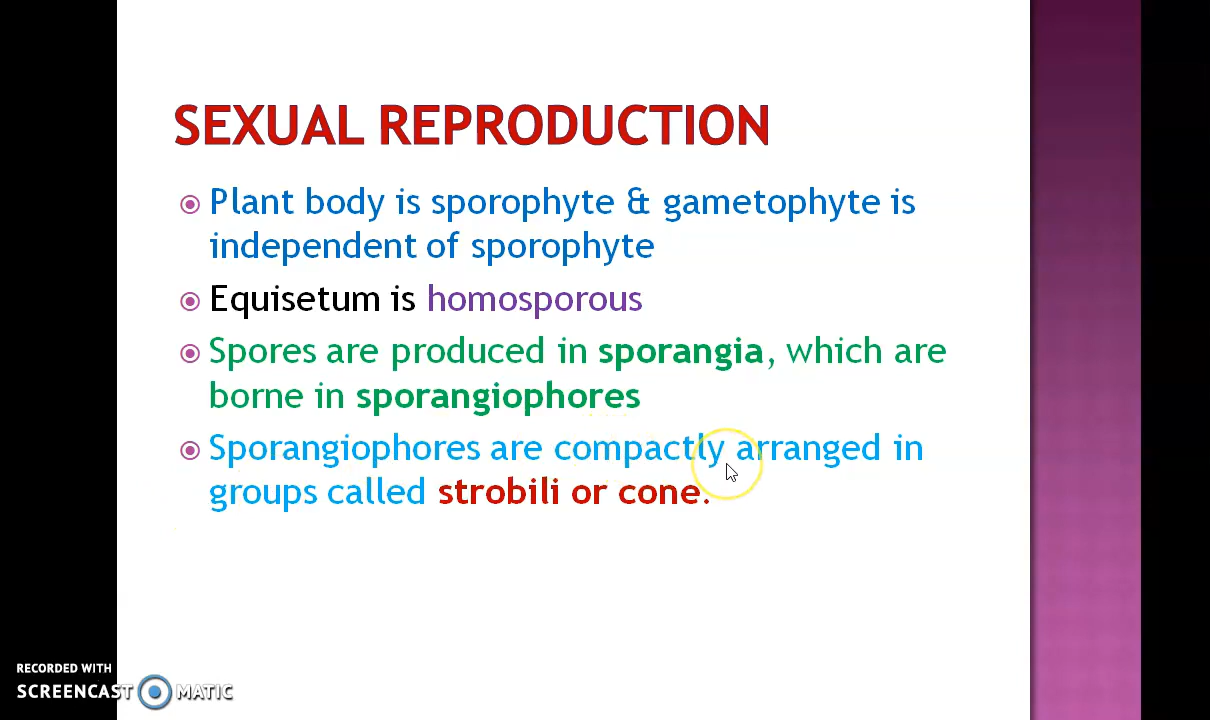 SEXUAL REPRODUCTION
Plant body is sporophyte & gametophyte is
independent of sporophyte
Equisetum is homosporous
Spores are produced in sporangia, which are
borne in sporangiophores
Sporangiophores are compactly arranged in
groups called strobili or cone.
RECORDED WITH
SCREENCAST MATIC